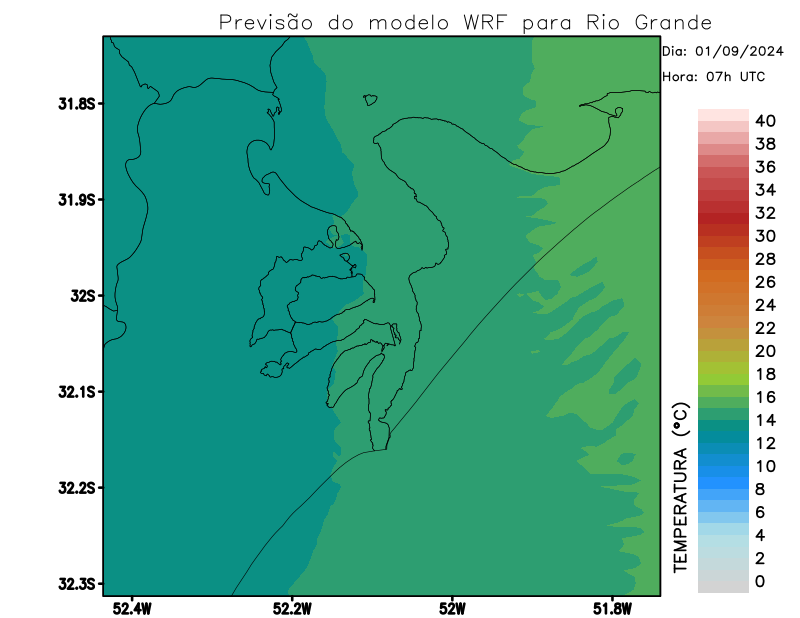 Previsão do modelo WRF para Rio Grande
Dia: 01/09/2024
Hora: 07h UTC
31.8S
31.9S
32S
32.1S
32.2S
32.3S
52.4W
52.2W
52W
51.8W
TEMPERATURA (°C)
40
38
36
34
32
30
28
26
24
22
20
18
16
14
12
10
8
6
4
2
0